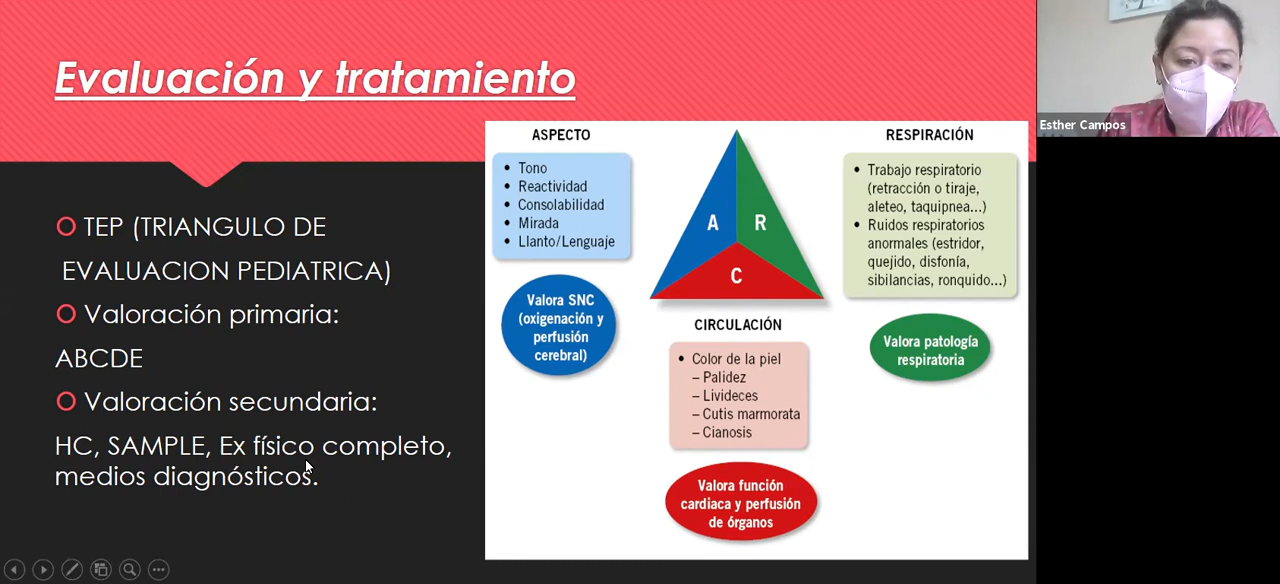 Evaluación y tratamiento
TEP (TRIANGULO DE
EVALUACION PEDIATRICA)
Valoración primaria:
ABCDE
Valoración secundaria:
HC, SAMPLE, Ex físico completo,
medios diagnósticos.
ASPECTO
• Tono
• Reactividad
• Consolabilidad
• Mirada
• Llanto/Lenguaje
Valora SNC
(oxigenación y
perfusión
cerebral)
A
R
C
CIRCULACIÓN
• Color de la piel
– Palidez
– Livideces
– Cutis marmorata
– Cianosis
Valora función
cardiaca y perfusión
de órganos
RESPIRACIÓN
• Trabajo respiratorio
(retracción o tiraje,
aleteo, taquipnea...)
• Ruidos respiratorios
anormales (estridor,
quejido, disfonía,
sibilancias, ronquido...)
Valora patología
respiratoria
Esther Campos